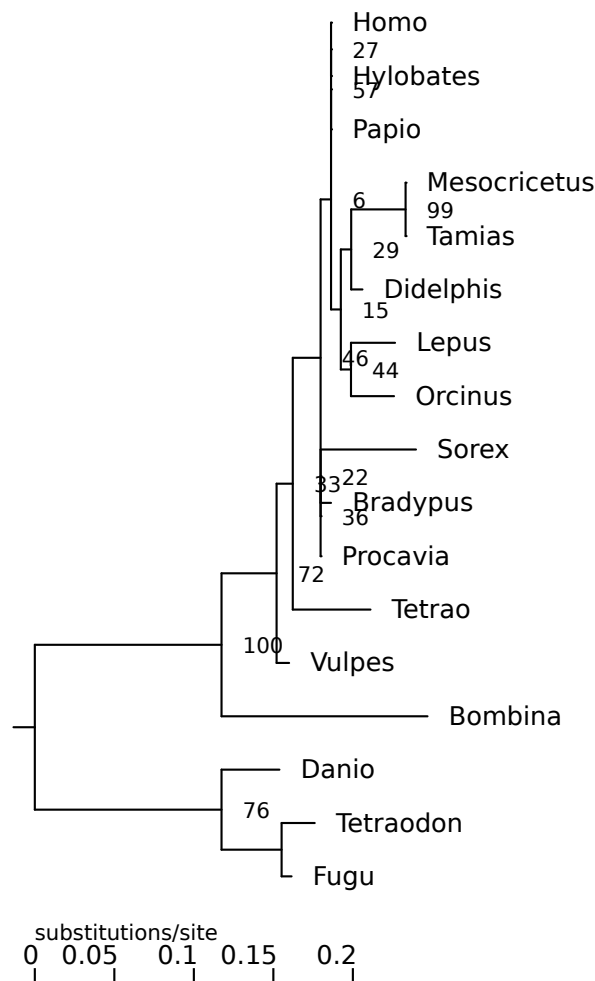 Homo
27
Hylobates
57
Papio
Mesocricetus
6
99
Tamias
29
Didelphis
15
Lepus
46
44
Orcinus
Sorex
22
33
Bradypus
36
Procavia
72
Tetrao
100
Vulpes
Bombina
Danio
76
Tetraodon
Fugu
substitutions/site
0 0.05 0.1 0.15 0.2